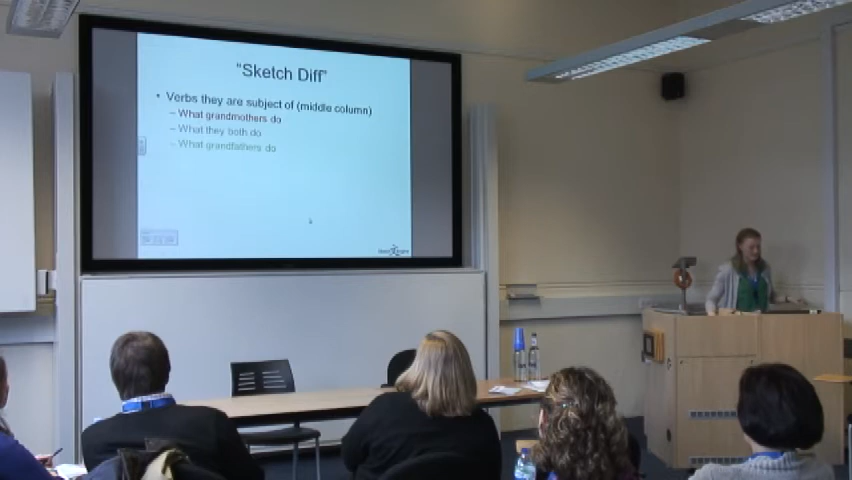 "Sketch Diff"
• Verbs they are subject of (middle column)
– What grandmothers do
– What they both do
– What grandfathers do